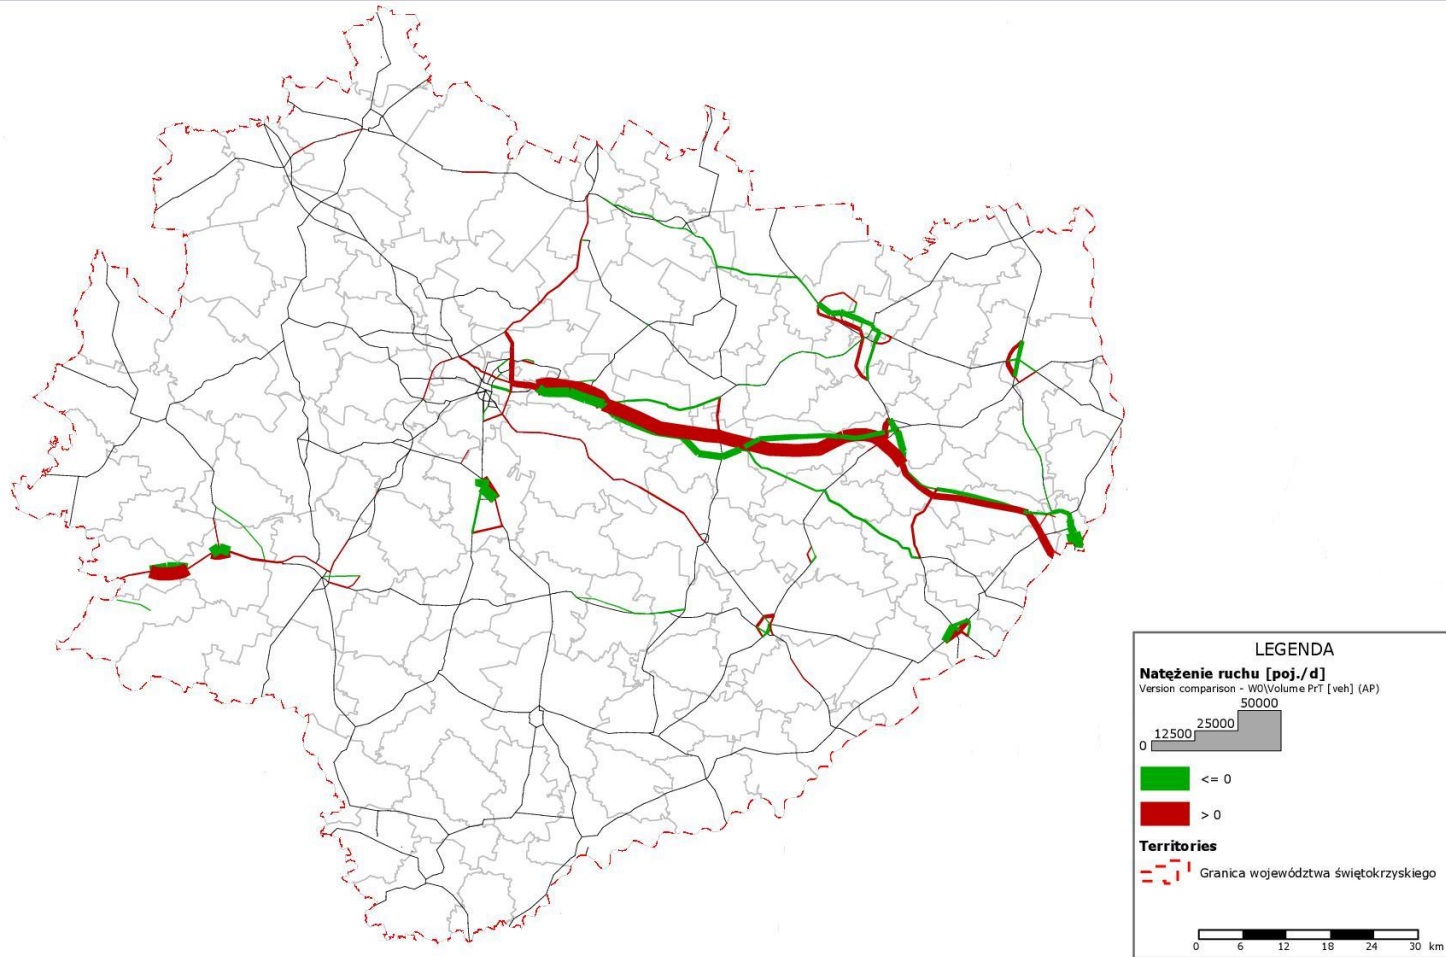 LEGENDA
Natężenie ruchu [poj./d]
Version comparison - W0\Volume PrT [veh] (AP)
50000
25000
12500
0
<= 0
> 0
Territories
Granica województwa świętokrzyskiego
0 6 12 18 24 30 km